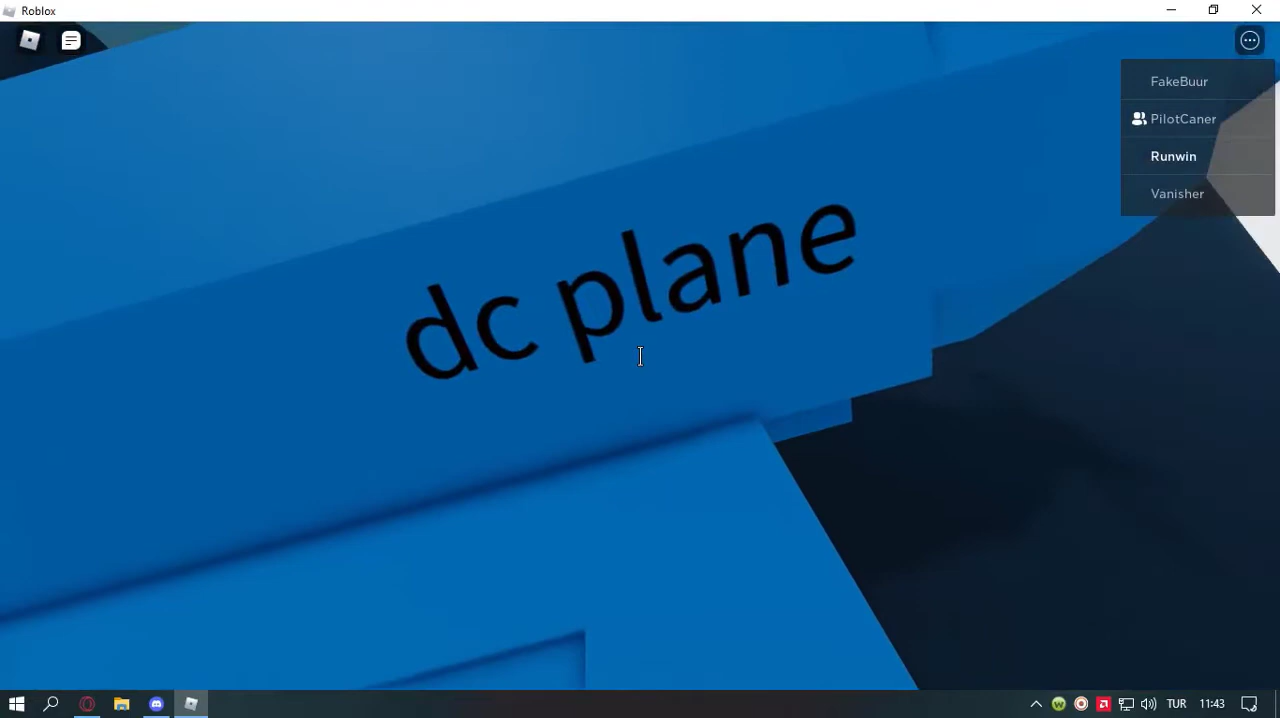 Roblox
FakeBuur
PilotCaner
Runwin
Vanisher
dc plane
TUR
11:43